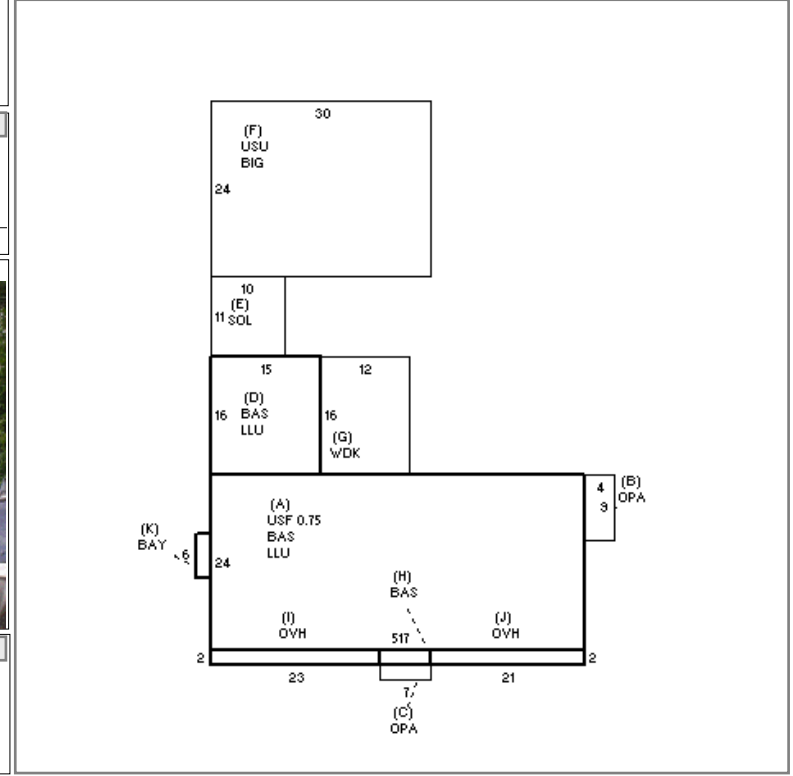 30
(F)
USU
BIG
24
10
(E)
11 SOL
15
12
(D)
16 BAS
LLU
16
(G)
WDK
(B)
4 OPA
9
(A)
USF 0.75
BAS
LLU
(K)
BAY
6
24
(H)
BAS
(I)
OVH
(J)
OVH
517
2
2
23
21
7
(C)
OPA